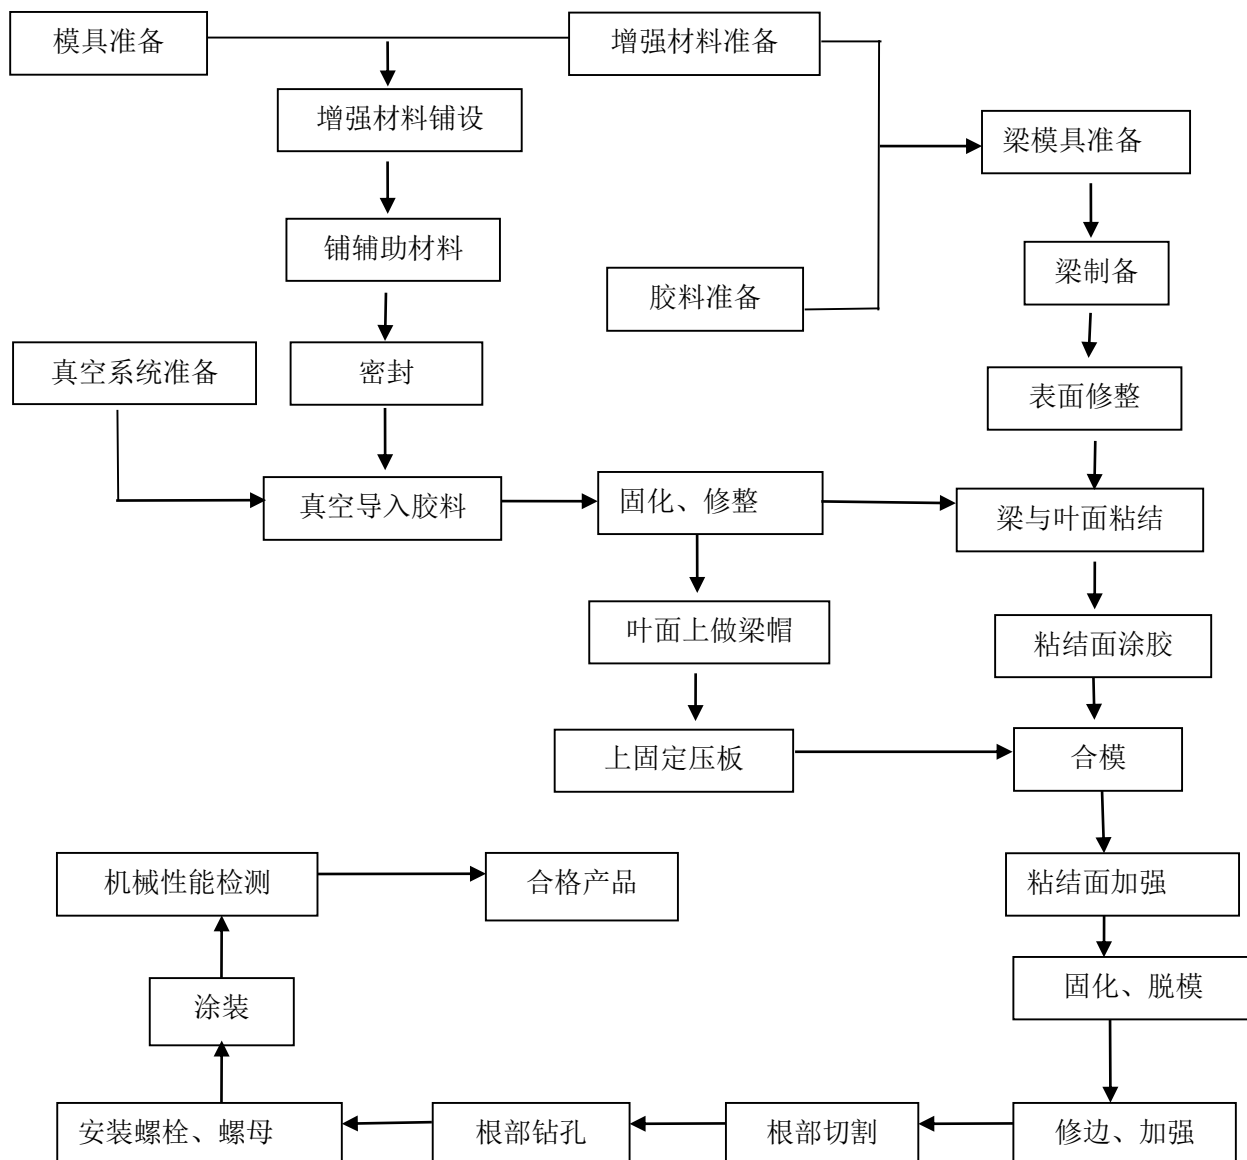 模具准备
增强材料准备
增强材料铺设
梁模具准备
铺辅助材料
梁制备
胶料准备
真空系统准备
密封
表面修整
真空导入胶料
固化、修整
梁与叶面粘结
叶面上做梁帽
粘结面涂胶
上固定压板
合模
机械性能检测
合格产品
粘结面加强
固化、脱模
涂装
安装螺栓、螺母
根部钻孔
根部切割
修边、加强